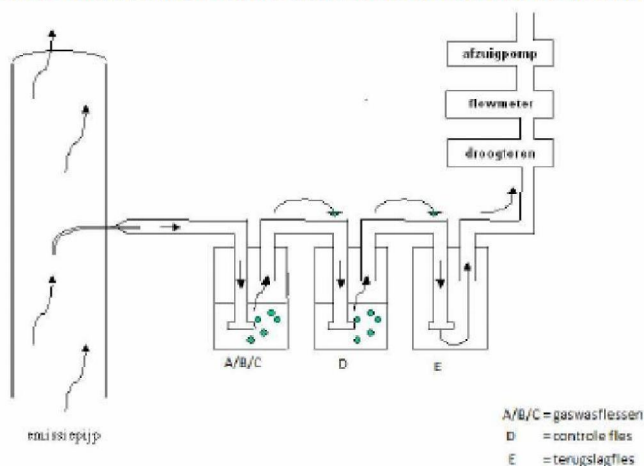 afzuigpomp
flowmeter
droogtoren
A/B/C
D
E
emissiepijp
A/B/C = gaswasflessen
D = controle fles
E = terugslagfles